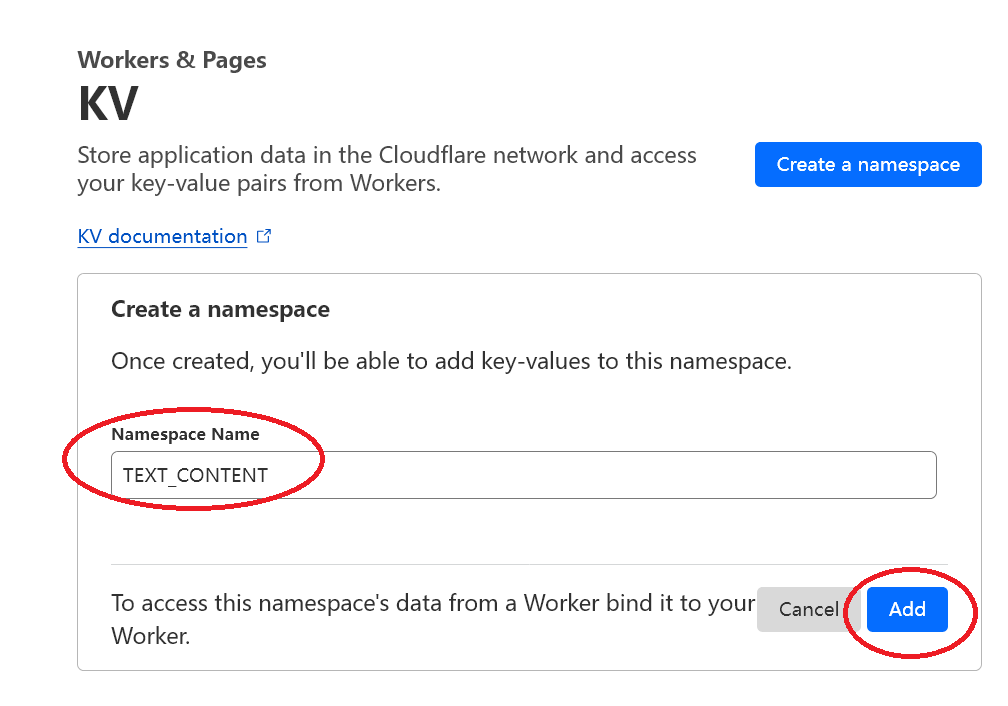 Workers & Pages
KV
Store application data in the Cloudflare network and access
your key-value pairs from Workers.
Create a namespace
KV documentation
Create a namespace
Once created, you'll be able to add key-values to this namespace.
Namespace Name
TEXT_CONTENT
To access this namespace's data from a Worker bind it to your
Worker.
Cancel
Add